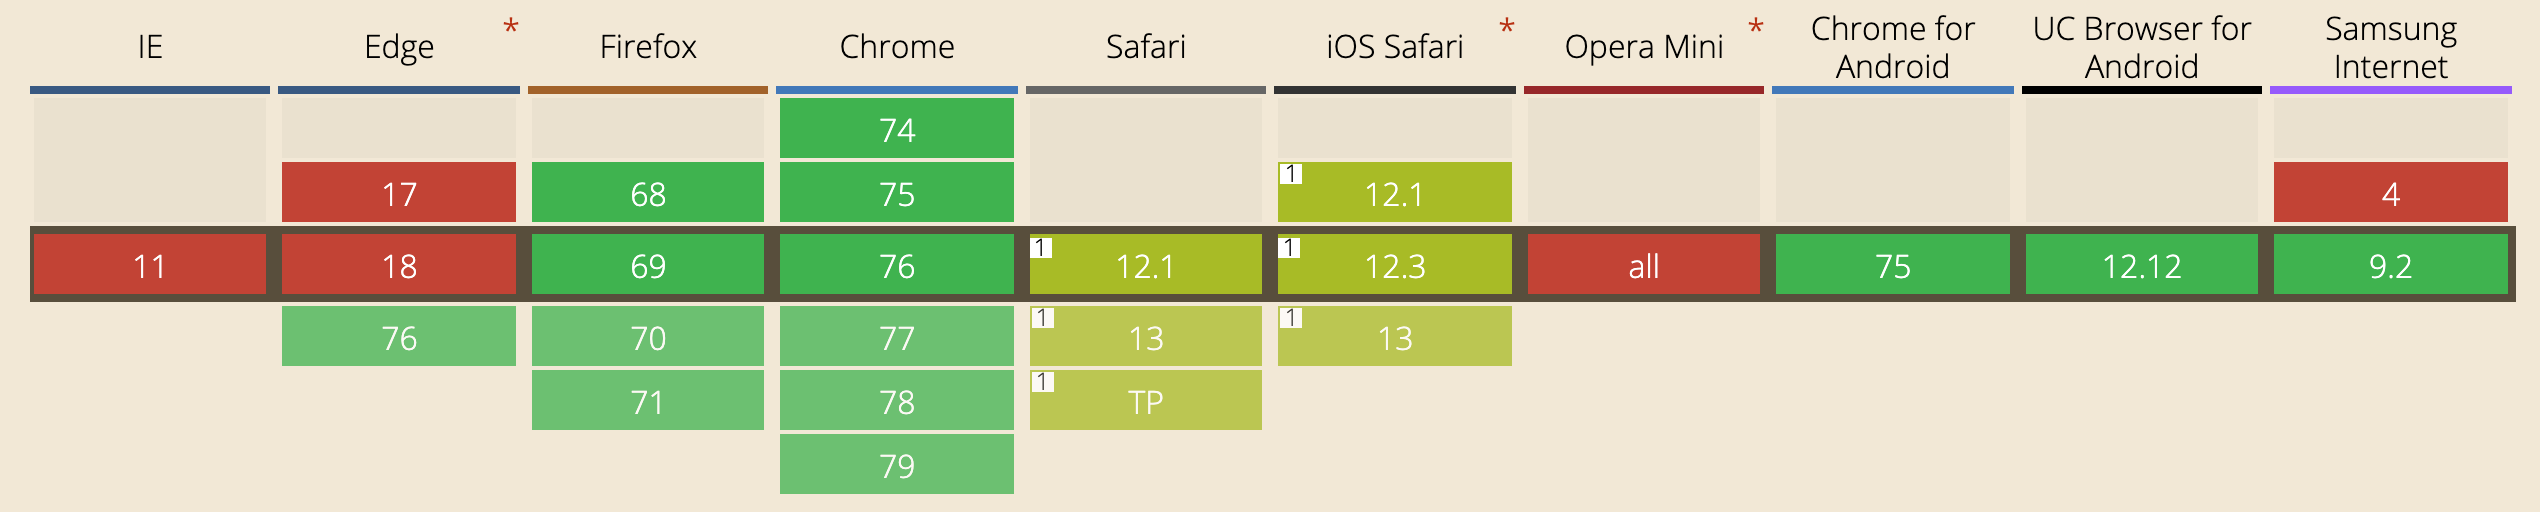 IE
Edge *
Firefox
Chrome
Safari
iOS Safari *
Opera Mini *
Chrome for
Android
UC Browser for
Android
Samsung
Internet
74
17
68
75
1 12.1
4
11
18
69
76
1 12.1
1 12.3
all
75
12.12
9.2
76
70
77
1 13
1 13
71
78
1 TP
79